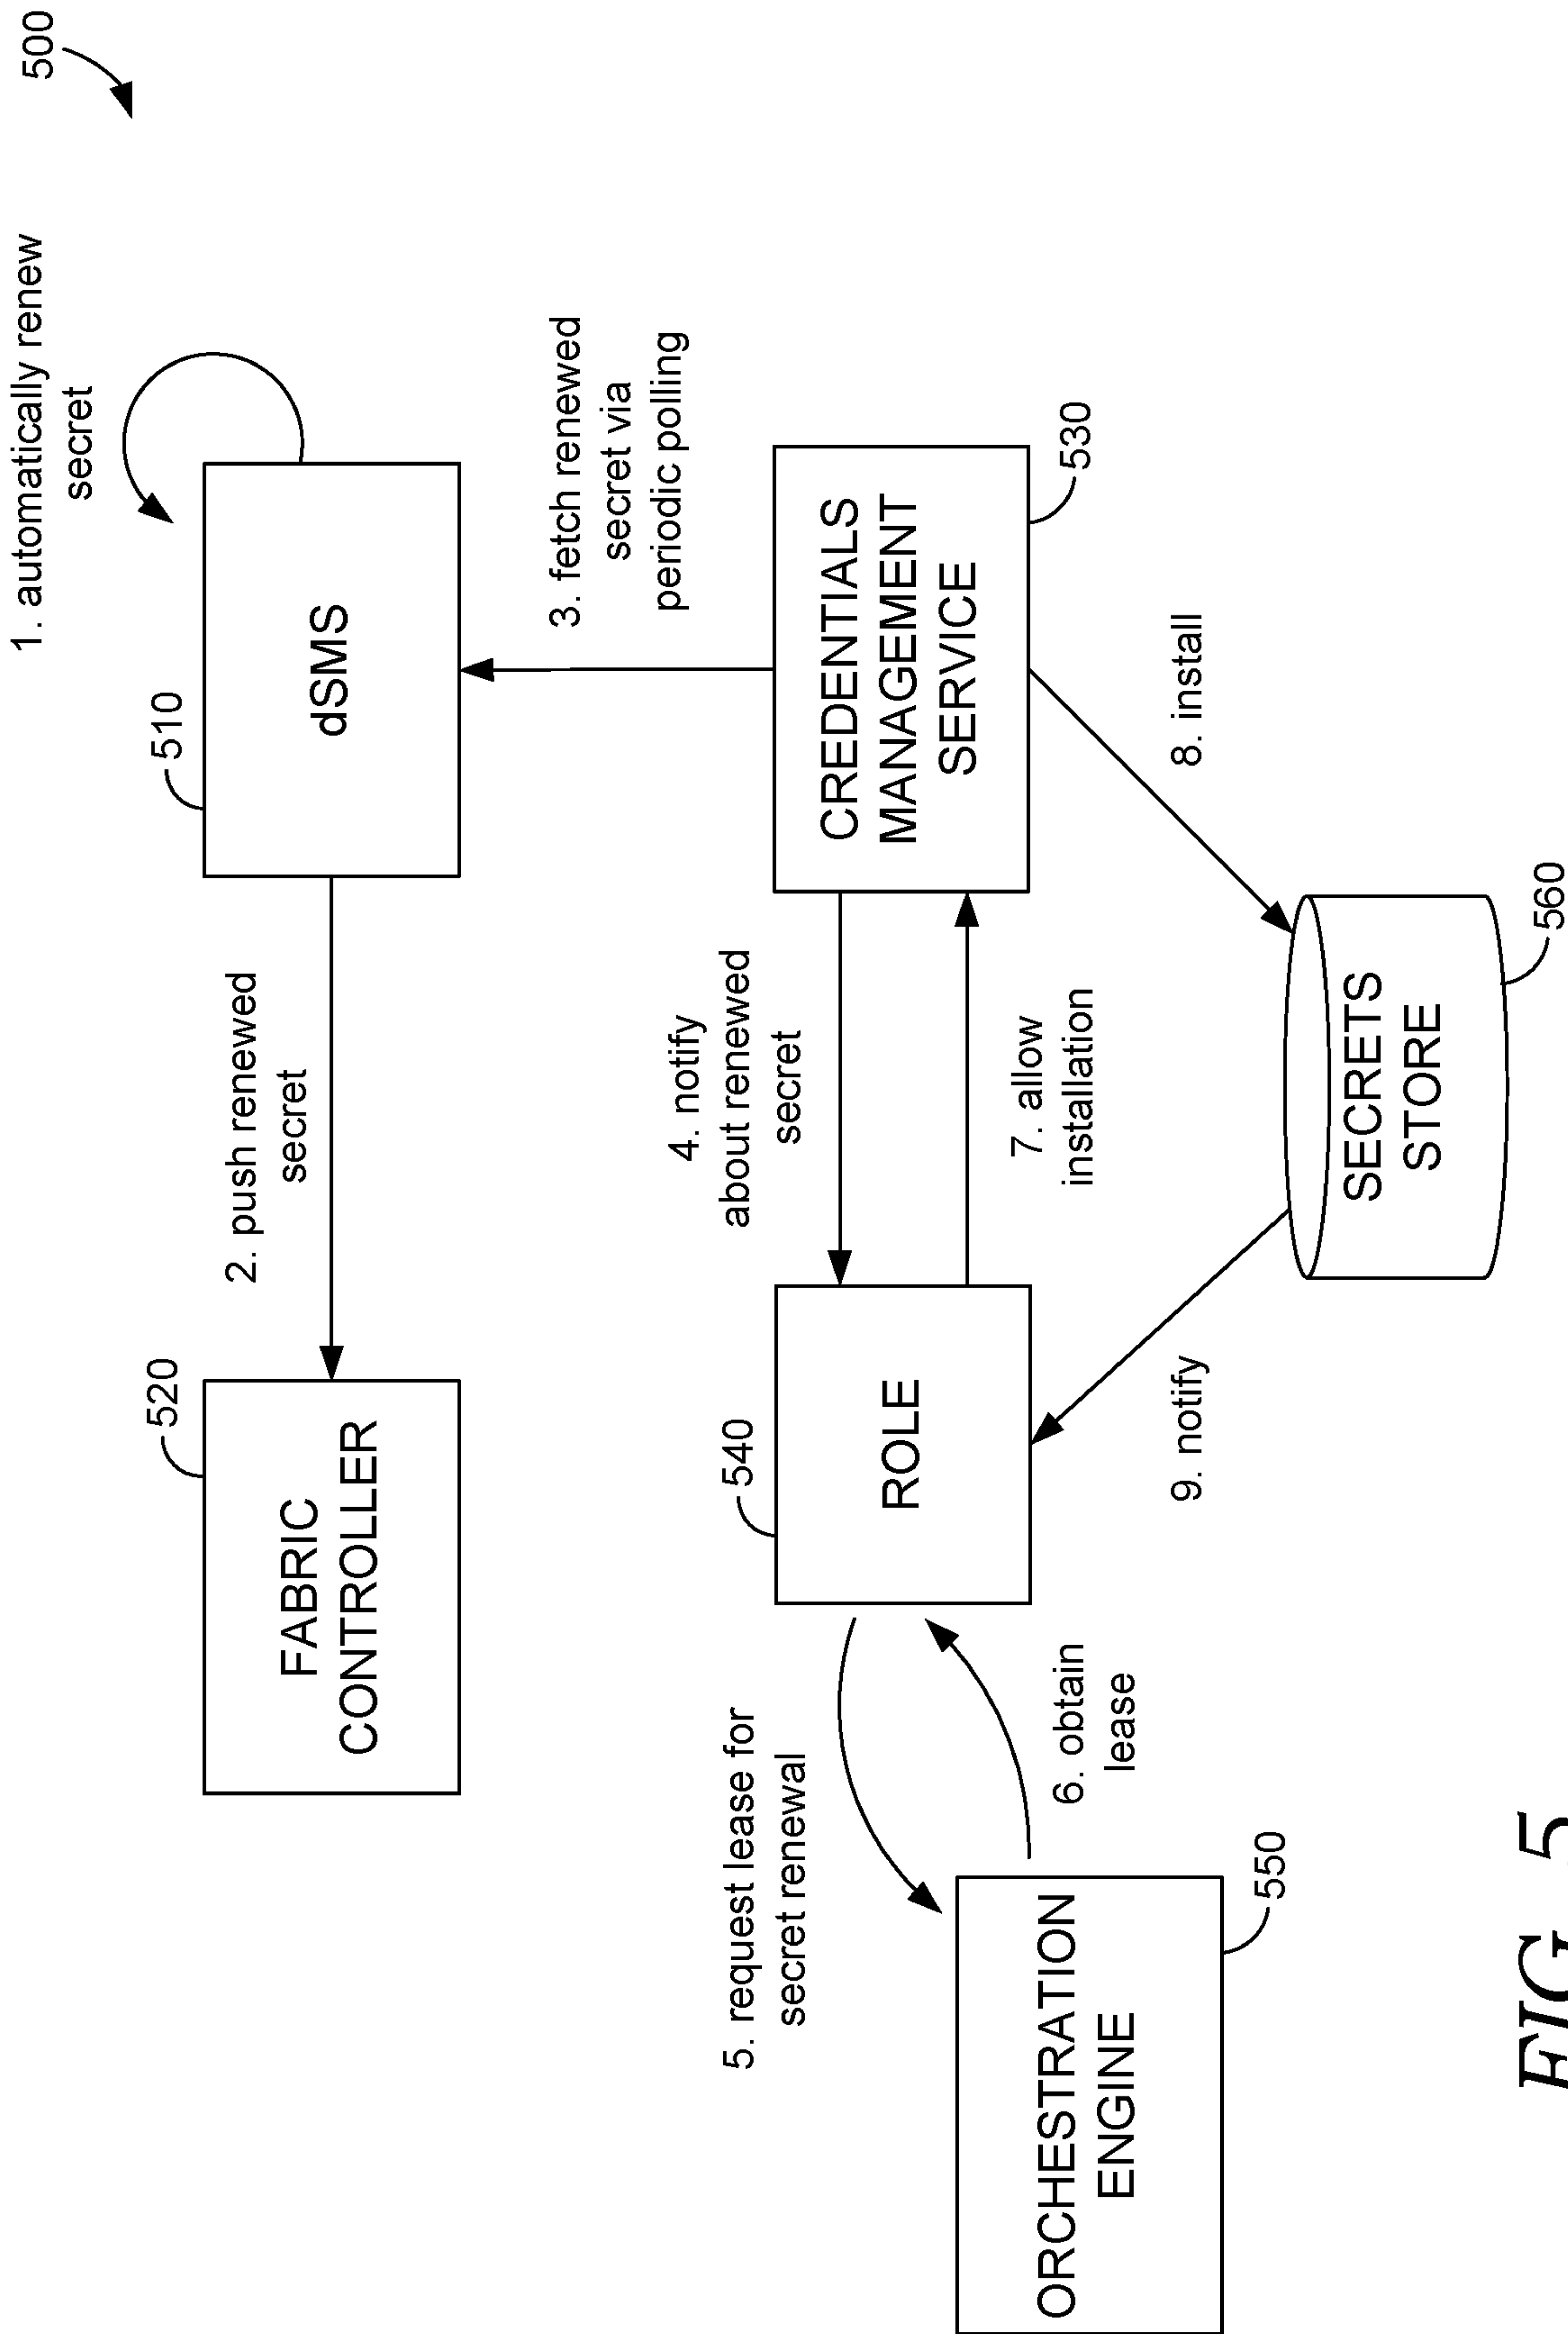 500
1. automatically renew
secret
510
dSMS
2. push renewed
secret
520
FABRIC
CONTROLLER
3. fetch renewed
secret via
periodic polling
CREDENTIALS
MANAGEMENT
SERVICE
530
4. notify
about renewed
secret
540
ROLE
5. request lease for
secret renewal
6. obtain
lease
ORCHESTRATION
ENGINE
550
7. allow
installation
8. install
SECRETS
STORE
560
9. notify
FIG. 5